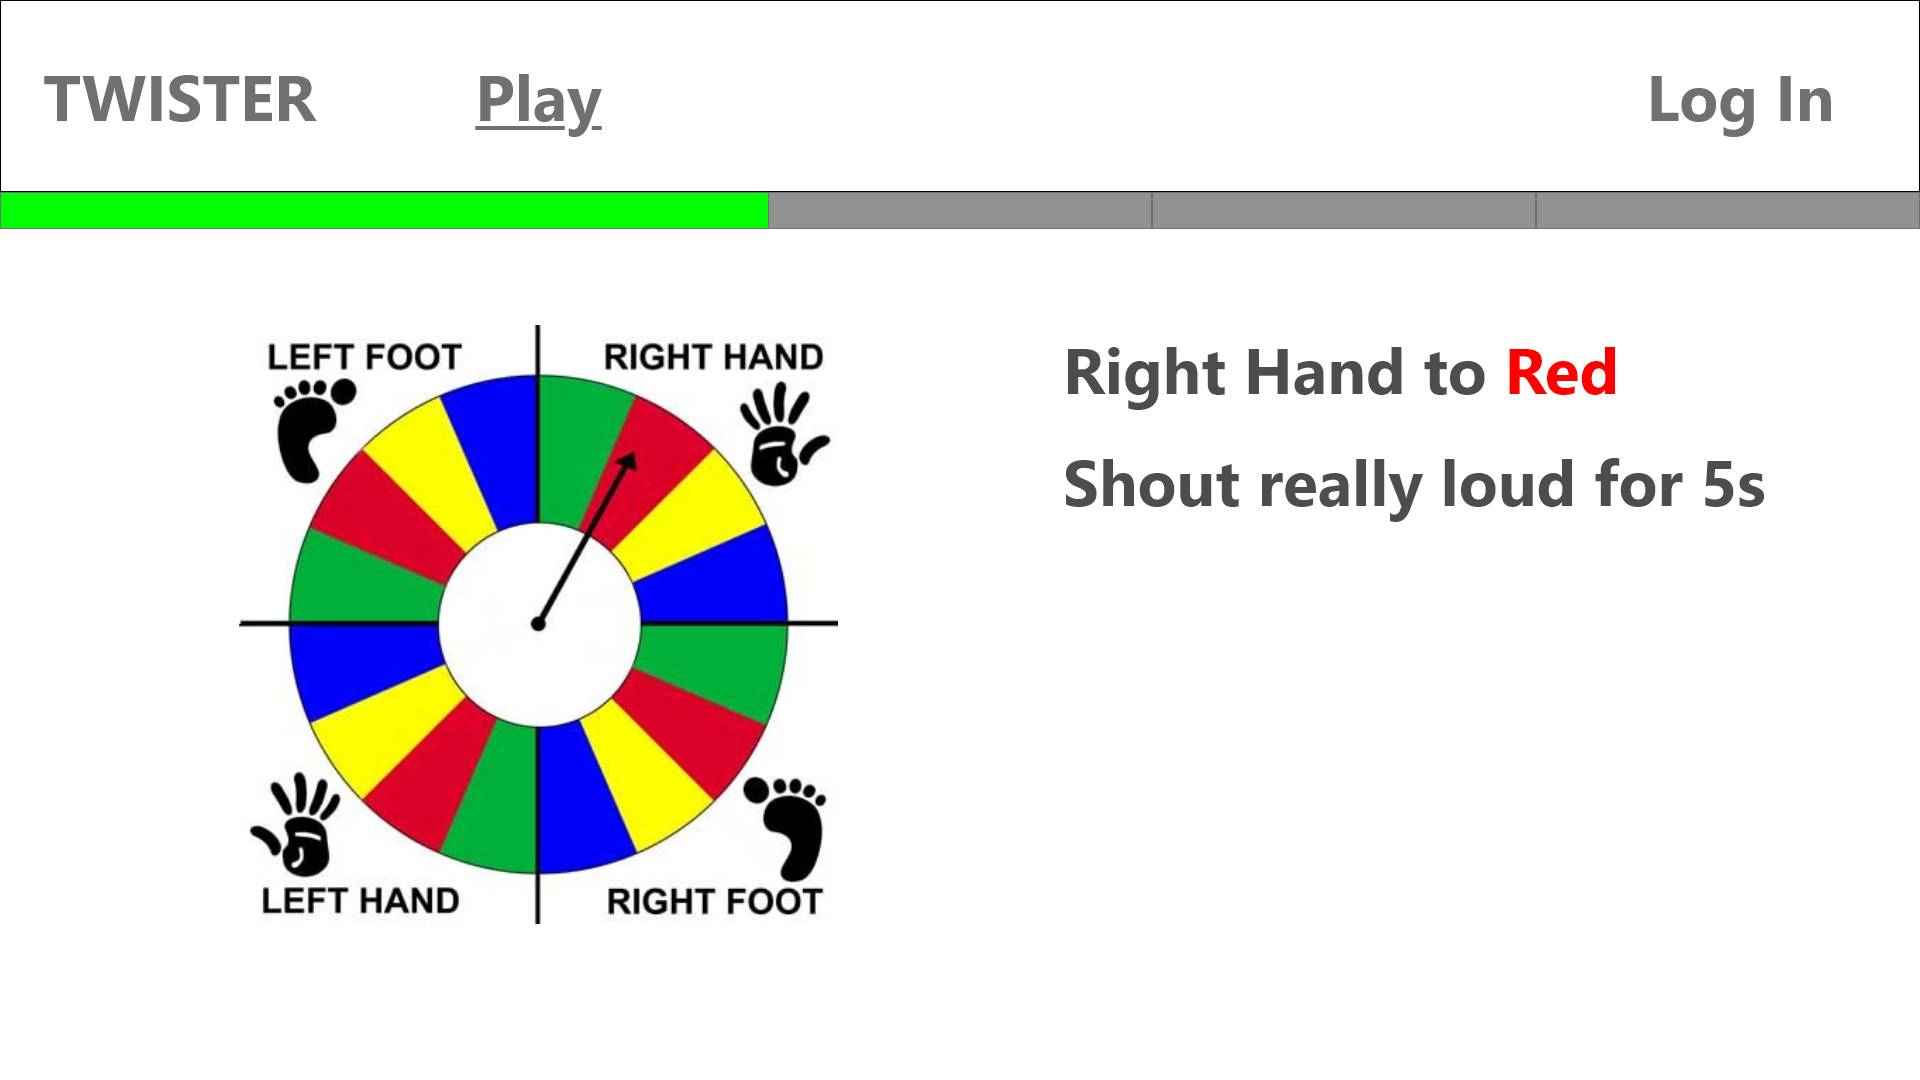 TWISTER
Play
Log In
LEFT FOOT
RIGHT HAND
LEFT HAND
RIGHT FOOT
Right Hand to Red
Shout really loud for 5s